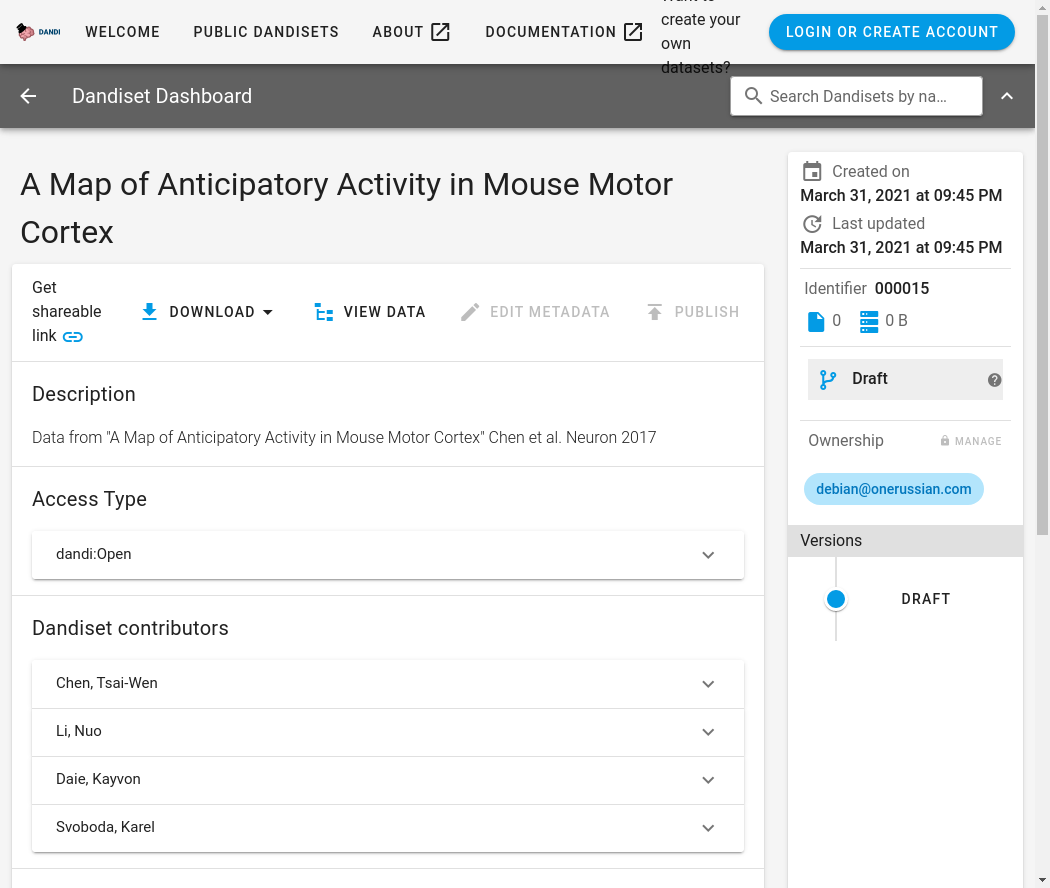 DANDI
WELCOME
PUBLIC DANDISETS
ABOUT
DOCUMENTATION
create your
own
datasets?
LOGIN OR CREATE ACCOUNT
Dandiset Dashboard
Search Dandisets by na…
A Map of Anticipatory Activity in Mouse Motor
Cortex
Get
shareable
link
DOWNLOAD
VIEW DATA
EDIT METADATA
PUBLISH
Description
Data from "A Map of Anticipatory Activity in Mouse Motor Cortex" Chen et al. Neuron 2017
Access Type
dandi:Open
Dandiset contributors
Chen, Tsai-Wen
Li, Nuo
Daie, Kayvon
Svoboda, Karel
Created on
March 31, 2021 at 09:45 PM
Last updated
March 31, 2021 at 09:45 PM
Identifier 000015
0
0 B
Draft
Ownership
MANAGE
debian@onerussian.com
Versions
DRAFT